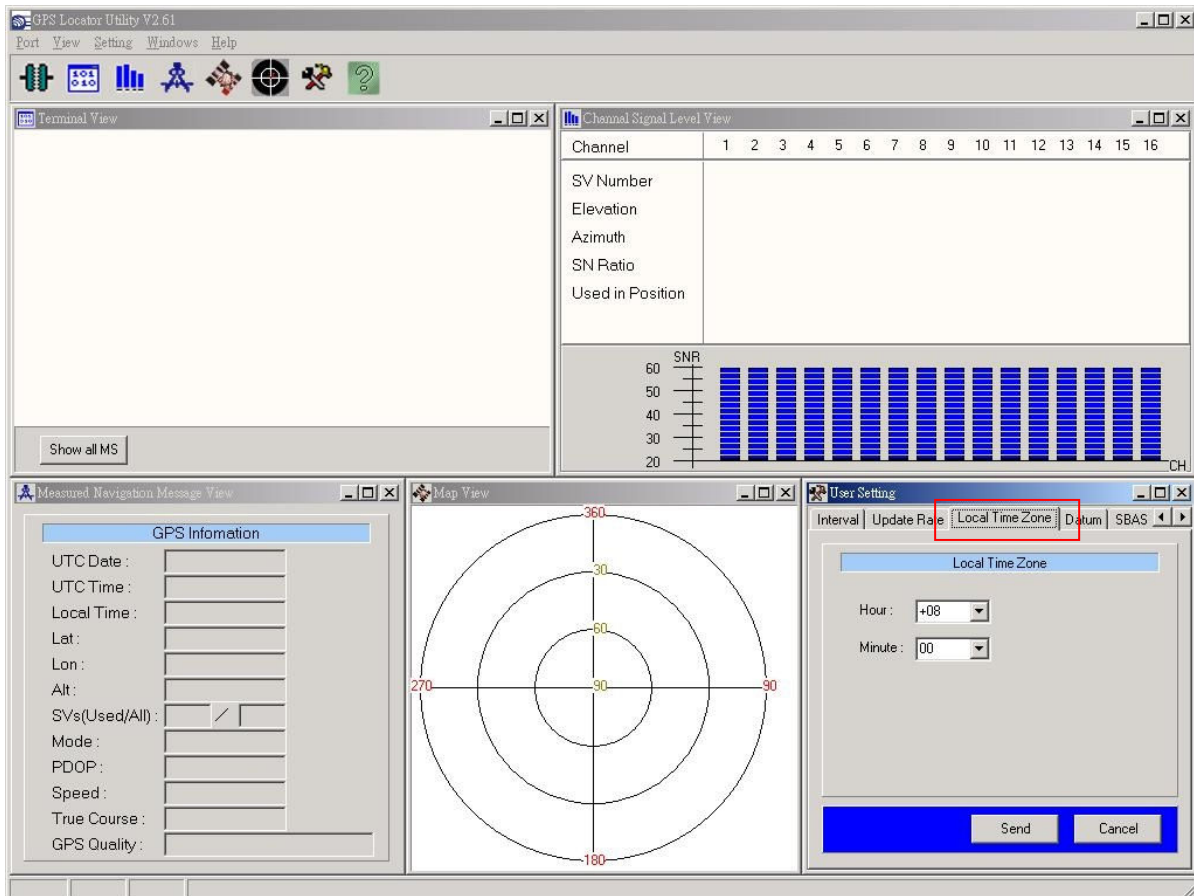 GPS Locator Utility V2.61
Port View Setting Windows Help
101
010
Terminal View
Show all MS
Channal Signal Level View
Channel 1 2 3 4 5 6 7 8 9 10 11 12 13 14 15 16
SV Number
Elevation
Azimuth
SN Ratio
Used in Position
SNR
60
50
40
30
20
CH.
Measured Navigation Message View
GPS Infomation
UTC Date :
UTC Time :
Local Time :
Lat :
Lon :
Alt :
SVs(Used/All) : /
Mode :
PDOP :
Speed :
True Course :
GPS Quality :
Map View
360
30
60
270 90 90
180
User Setting
Interval Update Rate Local Time Zone Datum SBAS
Local Time Zone
Hour : +08
Minute : 00
Send Cancel